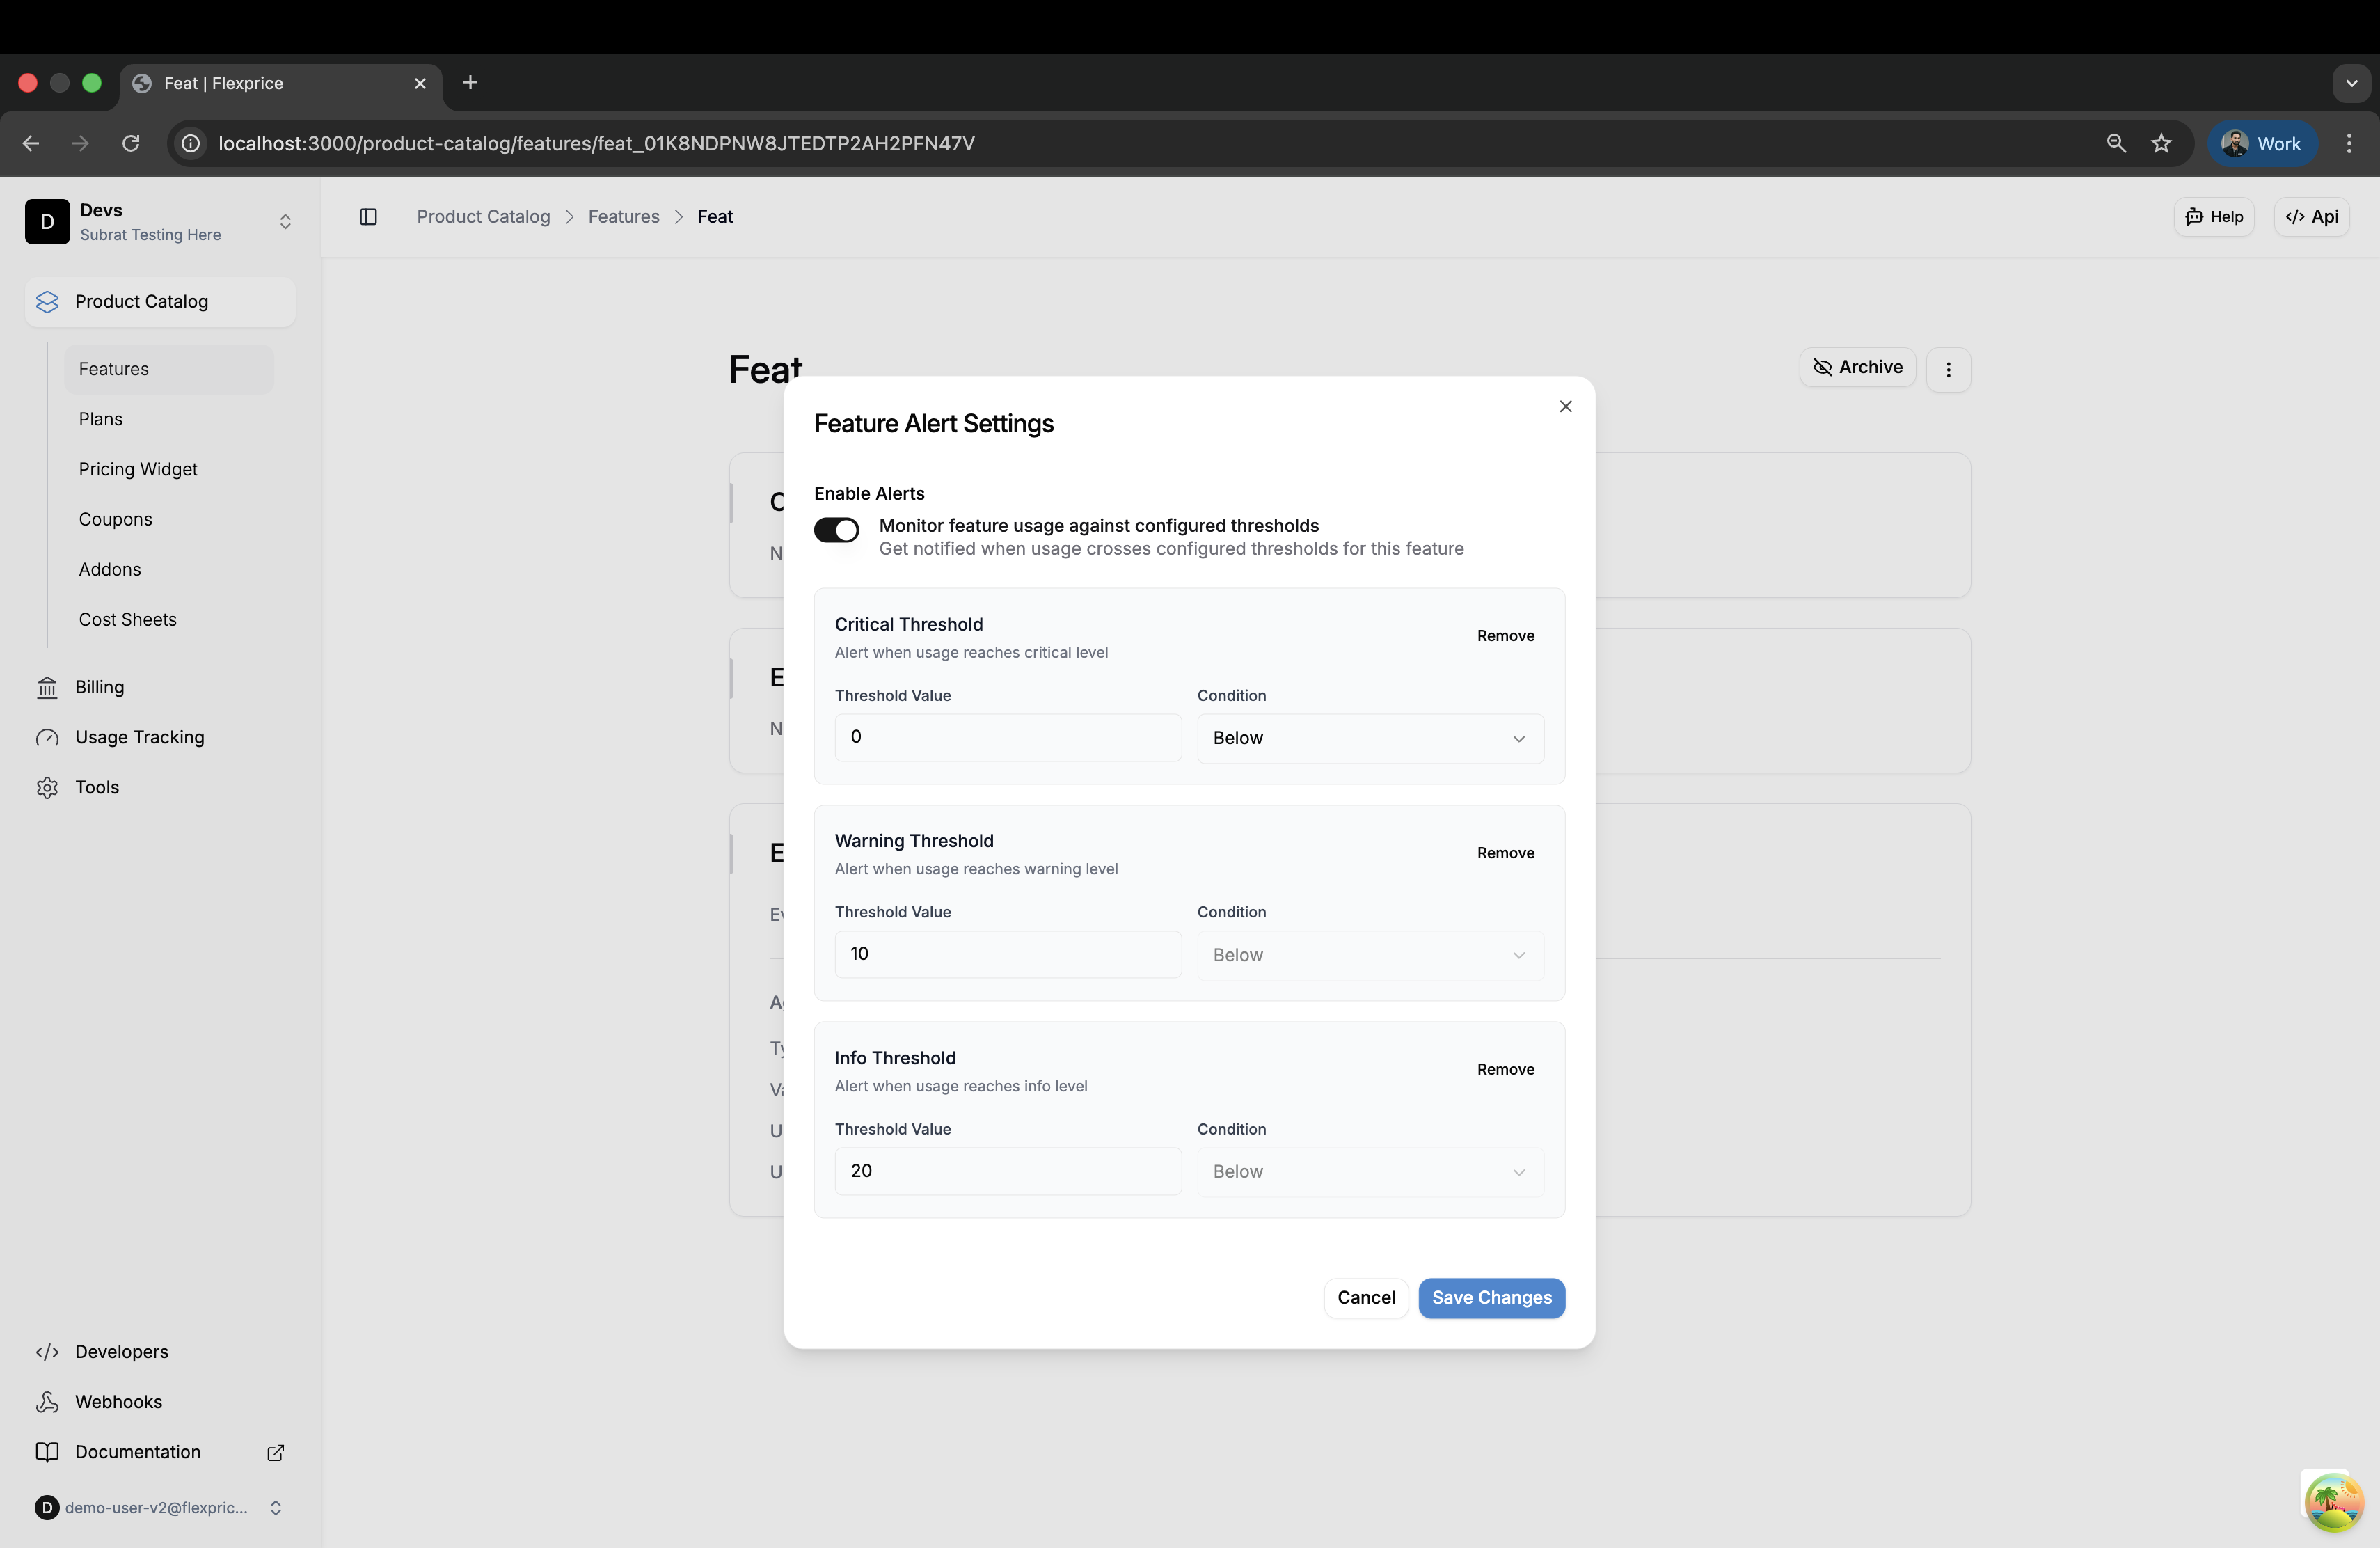 Feat | Flexprice
localhost:3000/product-catalog/features/feat_01K8NDPNW8JTEDTP2AH2PFN47V
Work
D
Devs
Subrat Testing Here
Product Catalog
Features
Plans
Pricing Widget
Coupons
Addons
Cost Sheets
Billing
Usage Tracking
Tools
Developers
Webhooks
Documentation
D
demo-user-v2@flexpric...
Product Catalog > Features > Feat
Help
</> Api
Feat
Archive
Feature Alert Settings
Enable Alerts
Monitor feature usage against configured thresholds
Get notified when usage crosses configured thresholds for this feature
Critical Threshold
Remove
Alert when usage reaches critical level
Threshold Value
Condition
0
Below
Warning Threshold
Remove
Alert when usage reaches warning level
Threshold Value
Condition
10
Below
Info Threshold
Remove
Alert when usage reaches info level
Threshold Value
Condition
20
Below
Cancel
Save Changes